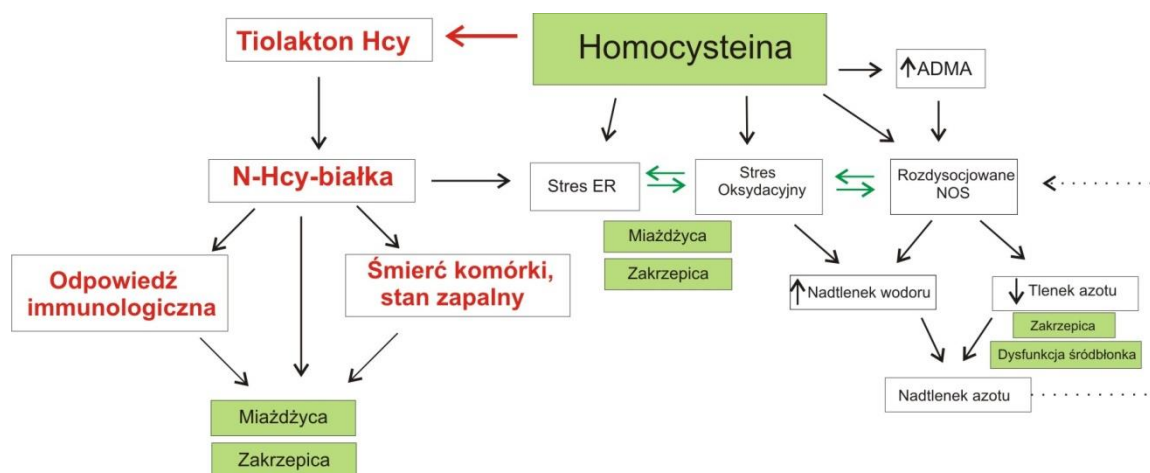 Tiolakton Hcy
Homocysteina
↑ADMA
N-Hcy-białka
Stres ER
Stres
Oksydacyjny
Rozdysocjowane
NOS
Miażdżyca
Zakrzepica
Odpowiedź
immunologiczna
Śmierć komórki,
stan zapalny
↑Nadtlenek wodoru
↓Tlenek azotu
Zakrzepica
Dysfunkcja śródbłonka
Nadtlenek azotu
Miażdżyca
Zakrzepica